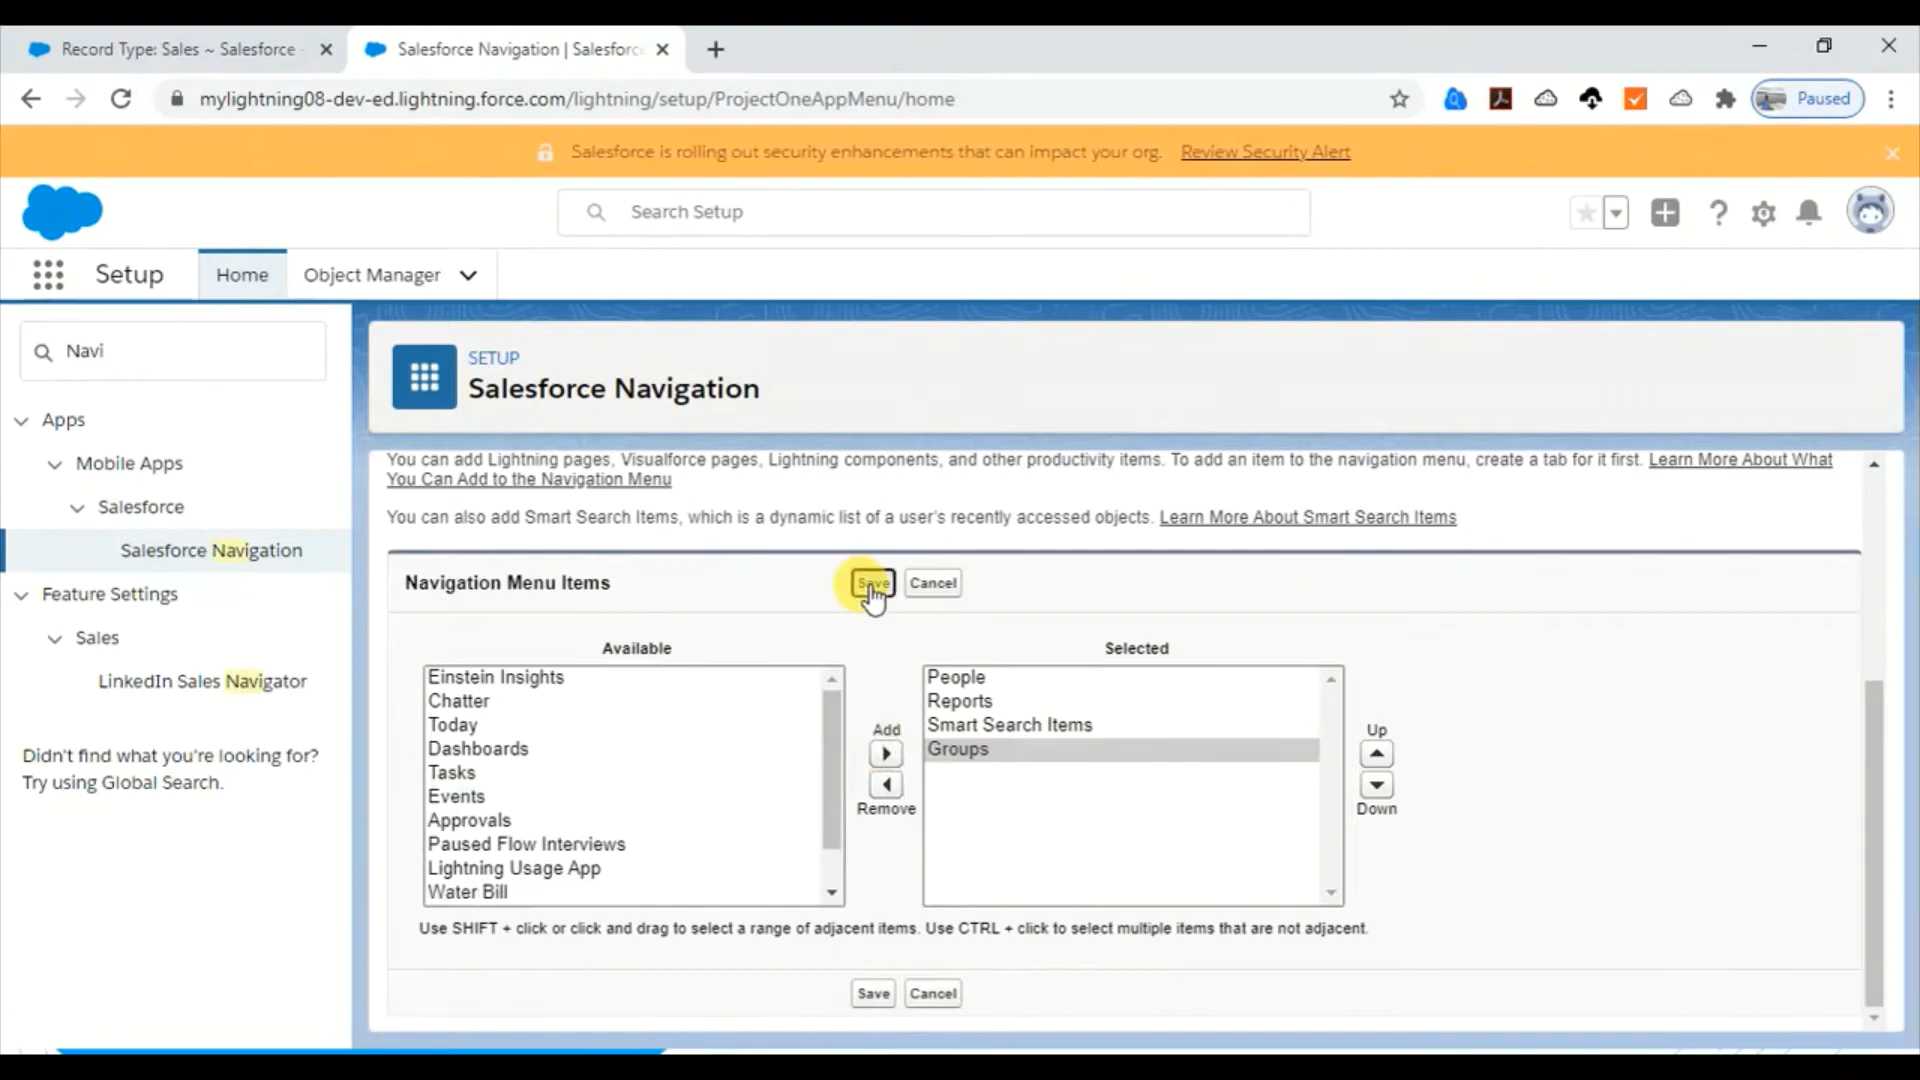 Record Type: Sales ~ Salesforce
Salesforce Navigation | Salesforc
mylightning08-dev-ed.lightning.force.com/lightning/setup/ProjectOneAppMenu/home
Paused
Salesforce is rolling out security enhancements that can impact your org. Review Security Alert
Search Setup
Setup
Home
Object Manager
Navi
Apps
Mobile Apps
Salesforce
Salesforce Navigation
Feature Settings
Sales
LinkedIn Sales Navigator
Didn't find what you're looking for?
Try using Global Search.
SETUP
Salesforce Navigation
You can add Lightning pages, Visualforce pages, Lightning components, and other productivity items. To add an item to the navigation menu, create a tab for it first. Learn More About What
You Can Add to the Navigation Menu
You can also add Smart Search Items, which is a dynamic list of a user's recently accessed objects. Learn More About Smart Search Items
Navigation Menu Items
Save
Cancel
Available
Einstein Insights
Chatter
Today
Dashboards
Tasks
Events
Approvals
Paused Flow Interviews
Lightning Usage App
Water Bill
Add
Remove
Selected
People
Reports
Smart Search Items
Groups
Up
Down
Use SHIFT + click or click and drag to select a range of adjacent items. Use CTRL + click to select multiple items that are not adjacent.
Save
Cancel